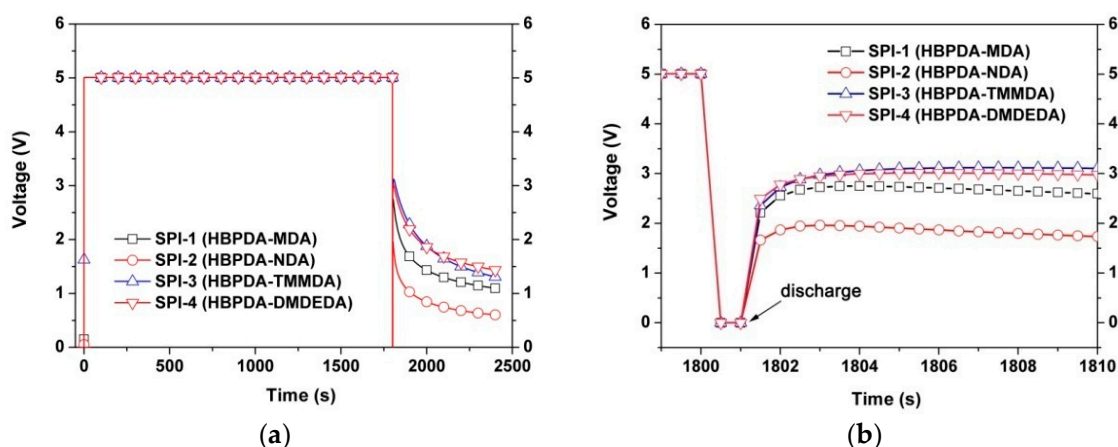 6
5
4
3
2
1
0
Voltage (V)
6
5
4
3
2
1
0
SPI-1 (HBPDA-MDA)
SPI-2 (HBPDA-NDA)
SPI-3 (HBPDA-TMMDA)
SPI-4 (HBPDA-DMDEDA)
0 500 1000 1500 2000 2500
Time (s)
(a)
6
5
4
3
2
1
0
Voltage (V)
6
5
4
3
2
1
0
SPI-1 (HBPDA-MDA)
SPI-2 (HBPDA-NDA)
SPI-3 (HBPDA-TMMDA)
SPI-4 (HBPDA-DMDEDA)
discharge
1800 1802 1804 1806 1808 1810
Time (s)
(b)